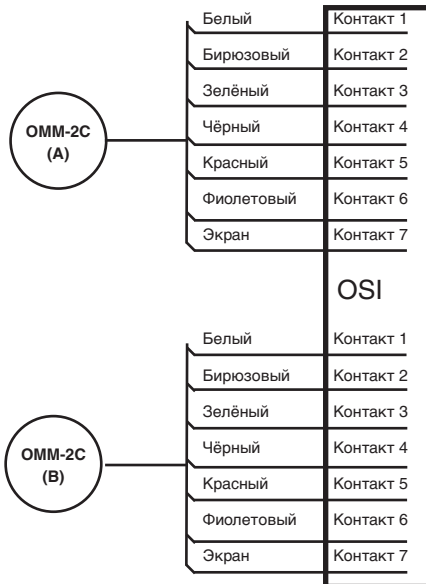 Белый Контакт 1
Бирюзовый Контакт 2
Зелёный Контакт 3
Чёрный Контакт 4
OMM-2C
(A)
Красный Контакт 5
Фиолетовый Контакт 6
Экран Контакт 7
OSI
Белый Контакт 1
Бирюзовый Контакт 2
Зелёный Контакт 3
Чёрный Контакт 4
OMM-2C
(B)
Красный Контакт 5
Фиолетовый Контакт 6
Экран Контакт 7